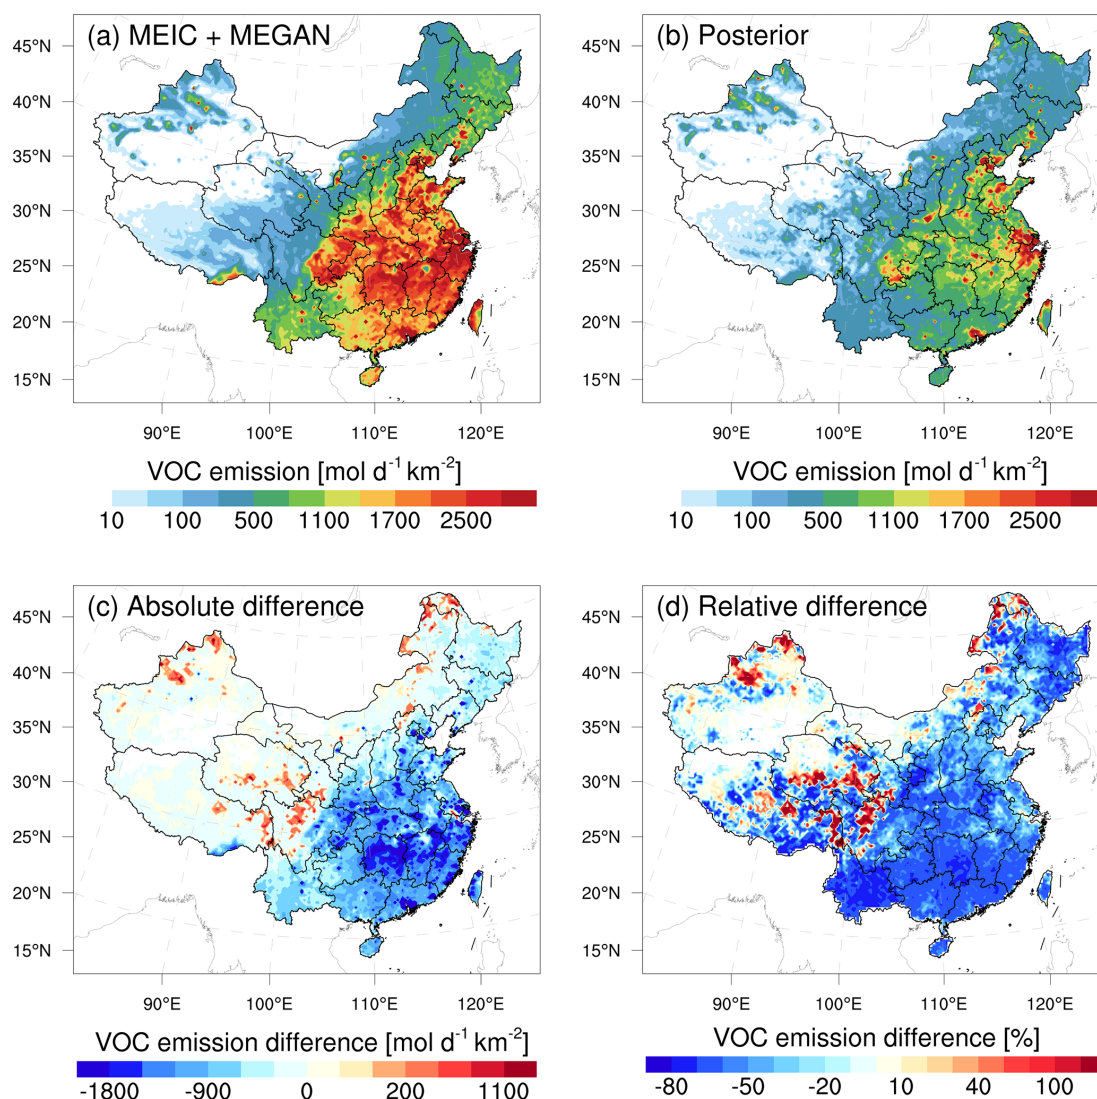 (a) MEIC + MEGAN
45°N
40°N
35°N
30°N
25°N
20°N
15°N
90°E 100°E 110°E 120°E
VOC emission [mol d-1 km-2]
10 100 500 1100 1700 2500
(b) Posterior
45°N
40°N
35°N
30°N
25°N
20°N
15°N
90°E 100°E 110°E 120°E
VOC emission [mol d-1 km-2]
10 100 500 1100 1700 2500
(c) Absolute difference
45°N
40°N
35°N
30°N
25°N
20°N
15°N
90°E 100°E 110°E 120°E
VOC emission difference [mol d-1 km-2]
-1800 -900 0 200 1100
(d) Relative difference
45°N
40°N
35°N
30°N
25°N
20°N
15°N
90°E 100°E 110°E 120°E
VOC emission difference [%]
-80 -50 -20 10 40 100